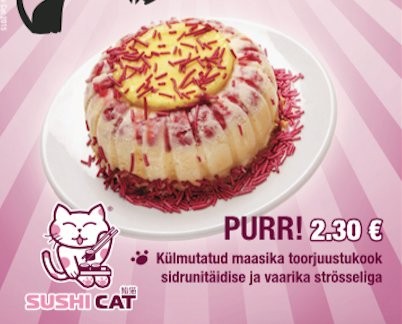 PURR! 2.30 €
Külmutatud maasika toorjuustukook
sidrunitäidise ja vaarika strösseliga
SUSHI CAT